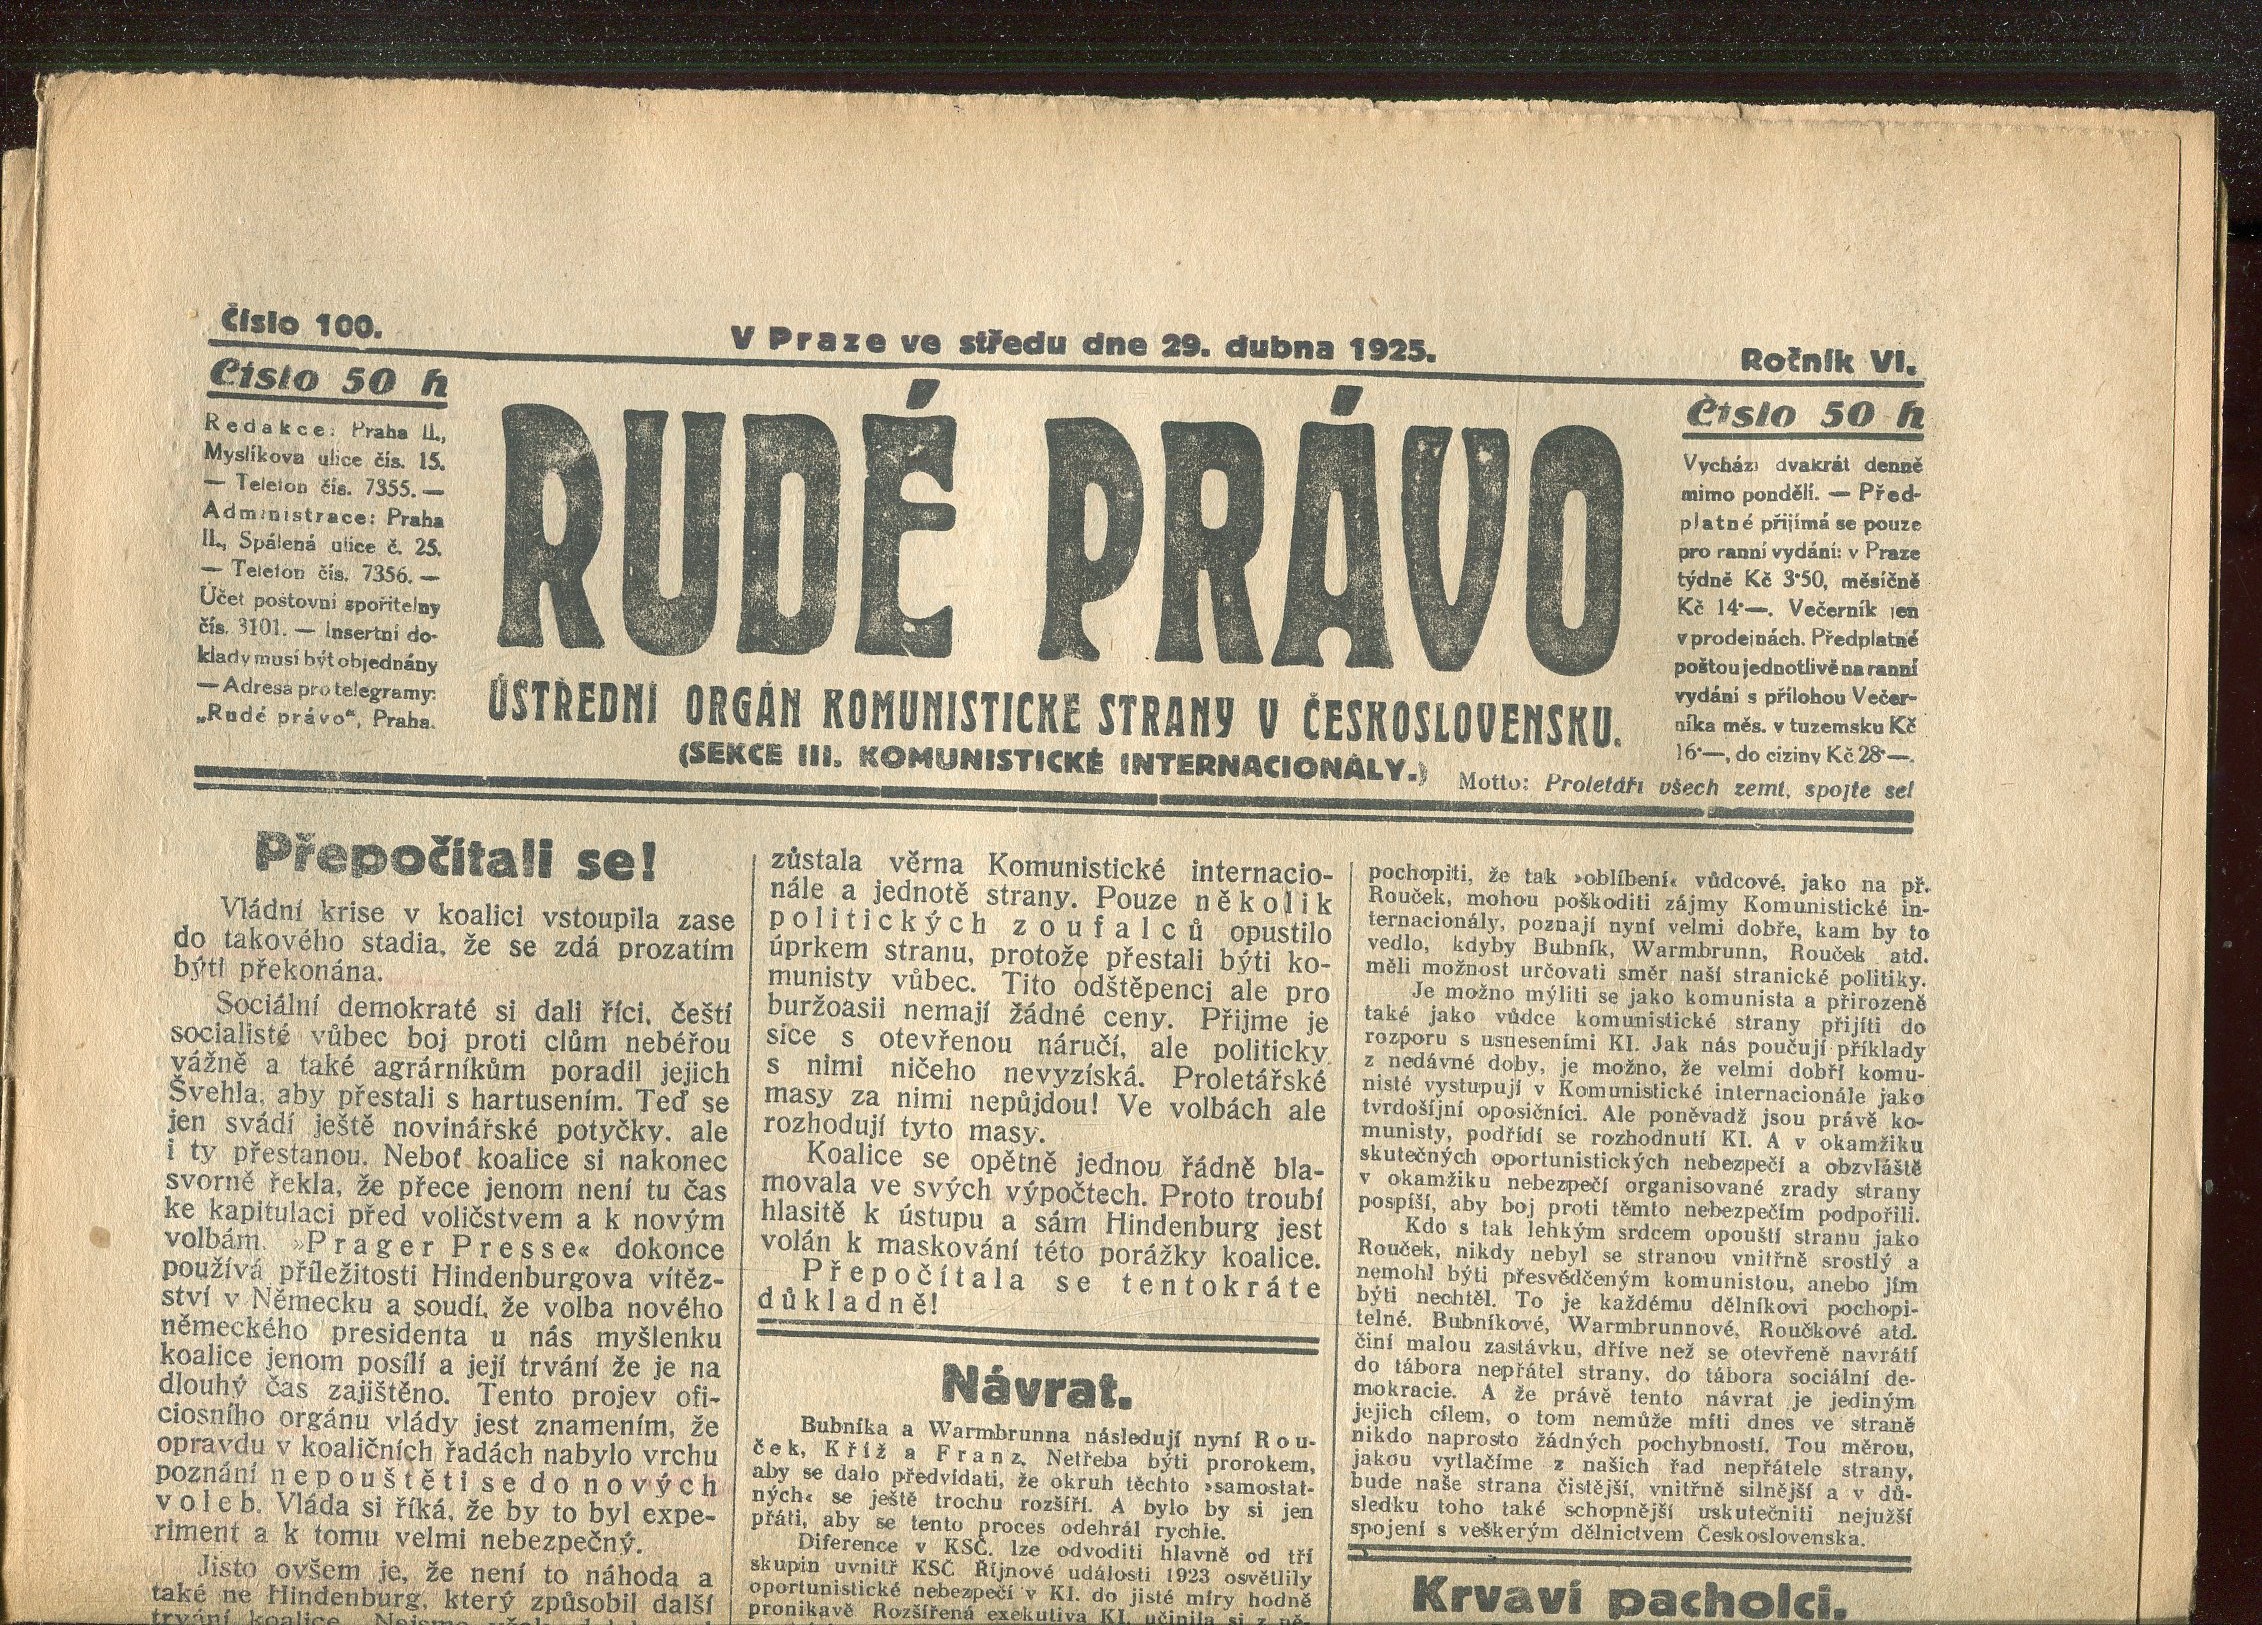 Číslo 100.
V Praze ve středu dne 29. dubna 1925.
Ročník VI.
Číslo 50 h
Redakce: Praha II.,
Myslíkova ulice čís. 15.
— Telefon čís. 7355. —
Administrace: Praha
II., Spálená ulice č. 25.
— Telefon čís. 7356. —
Účet poštovní spořitelny
čís. 3101. — Insertní do-
klady musí být objednány
— Adresa pro telegramy:
„Rudé právo“, Praha.
RUDÉ PRÁVO
ÚSTŘEDNÍ ORGÁN KOMUNISTICKÉ STRANY V ČESKOSLOVENSKU.
(SEKCE III. KOMUNISTICKÉ INTERNACIONÁLY.)
Číslo 50 h
Vychází dvakrát denně
mimo pondělí. — Před-
platné přijímá se pouze
pro ranní vydání: v Praze
týdně Kč 3·50, měsíčně
Kč 14·—. Večerník jen
v prodejnách. Předplatné
poštou jednotlivě na ranní
vydání s přílohou Večer-
níka měs. v tuzemsku Kč
16·—, do ciziny Kč 28·—.
Motto: Proletáři všech zemí, spojte se!
Přepočítali se!
Vládní krise v koalici vstoupila zase
do takového stadia, že se zdá prozatím
býti překonána.
Sociální demokraté si dali říci, čeští
socialisté vůbec boj proti clům nebéřou
vážně a také agrárníkům poradil jejich
Švehla, aby přestali s hartusením. Teď se
jen svádí ještě novinářské potyčky, ale
i ty přestanou. Neboť koalice si nakonec
svorně řekla, že přece jenom není tu čas
ke kapitulaci před voličstvem a k novým
volbám. »Prager Presse« dokonce
používá příležitosti Hindenburgova vítěz-
ství v Německu a soudí, že volba nového
německého presidenta u nás myšlenku
koalice jenom posílí a její trvání že je na
dlouhý čas zajištěno. Tento projev ofi-
ciosního orgánu vlády jest znamením, že
opravdu v koaličních řadách nabylo vrchu
poznání nepouštěti se do nových
voleb. Vláda si říká, že by to byl expe-
riment a k tomu velmi nebezpečný.
Jisto ovšem je, že není to náhoda a
také ne Hindenburg, který způsobil další
trvání koalice.
zůstala věrna Komunistické internacio-
nále a jednotě strany. Pouze několik
politických zoufalců opustilo
úprkem stranu, protože přestali býti ko-
munisty vůbec. Tito odštěpenci ale pro
buržoasii nemají žádné ceny. Přijme je
sice s otevřenou náručí, ale politicky
s nimi ničeho nevyzíská. Proletářské
masy za nimi nepůjdou! Ve volbách ale
rozhodují tyto masy.
Koalice se opětně jednou řádně bla-
movala ve svých výpočtech. Proto troubí
hlasitě k ústupu a sám Hindenburg jest
volán k maskování této porážky koalice.
Přepočítala se tentokráte
důkladně!
Návrat.
Bubníka a Warmbrunna následují nyní Rou-
ček, Kříž a Franz. Netřeba býti prorokem,
aby se dalo předvídati, že okruh těchto »samostat-
ných« se ještě trochu rozšíří. A bylo by si jen
přáti, aby se tento proces odehrál rychle.
Diference v KSČ. lze odvoditi hlavně od tří
skupin uvnitř KSČ Říjnové události 1923 osvětlily
oportunistické nebezpečí v KI. do jisté míry hodně
pronikavě Rozšířená exekutiva KI. učinila si z ně-
pochopiti, že tak »oblíbení« vůdcové, jako na př.
Rouček, mohou poškoditi zájmy Komunistické in-
ternacionály, poznají nyní velmi dobře, kam by to
vedlo, kdyby Bubník, Warmbrunn, Rouček atd.
měli možnost určovati směr naší stranické politiky.
Je možno mýliti se jako komunista a přirozeně
také jako vůdce komunistické strany přijíti do
rozporu s usneseními KI. Jak nás poučují příklady
z nedávné doby, je možno, že velmi dobří komu-
nisté vystupují v Komunistické internacionále jako
tvrdošíjní oposičníci. Ale poněvadž jsou právě ko-
munisty, podřídí se rozhodnutí KI. A v okamžiku
skutečných oportunistických nebezpečí a obzvláště
v okamžiku nebezpečí organisované zrady strany
pospíší, aby boj proti těmto nebezpečím podpořili.
Kdo s tak lehkým srdcem opouští stranu jako
Rouček, nikdy nebyl se stranou vnitřně srostlý a
nemohl býti přesvědčeným komunistou, anebo jím
býti nechtěl. To je každému dělníkovi pochopi-
telné. Bubníkové, Warmbrunnové, Roučkové atd.
činí malou zastávku, dříve než se otevřeně navrátí
do tábora nepřátel strany, do tábora sociální de-
mokracie. A že právě tento návrat je jediným
jejich cílem, o tom nemůže míti dnes ve straně
nikdo naprosto žádných pochybností. Tou měrou,
jakou vytlačíme z našich řad nepřátele strany,
bude naše strana čistější, vnitřně silnější a v dů-
sledku toho také schopnější uskutečniti nejužší
spojení s veškerým dělnictvem Československa.
Krvaví pacholci.